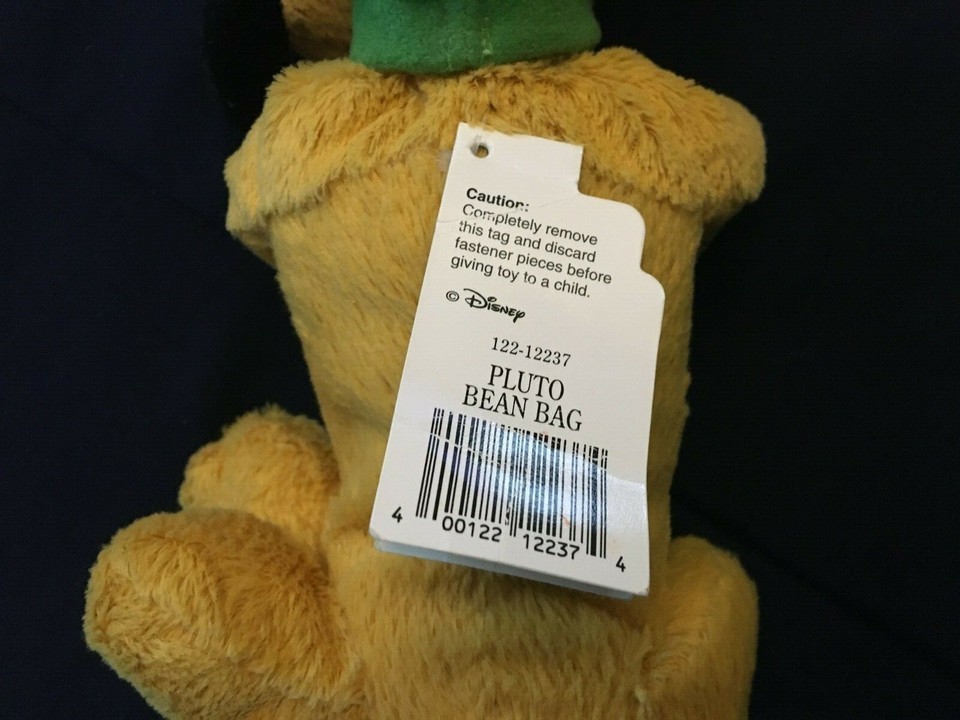 Caution:
Completely remove
this tag and discard
fastener pieces before
giving toy to a child.
© Disney
122-12237
PLUTO
BEAN BAG
4 00122 12237 4